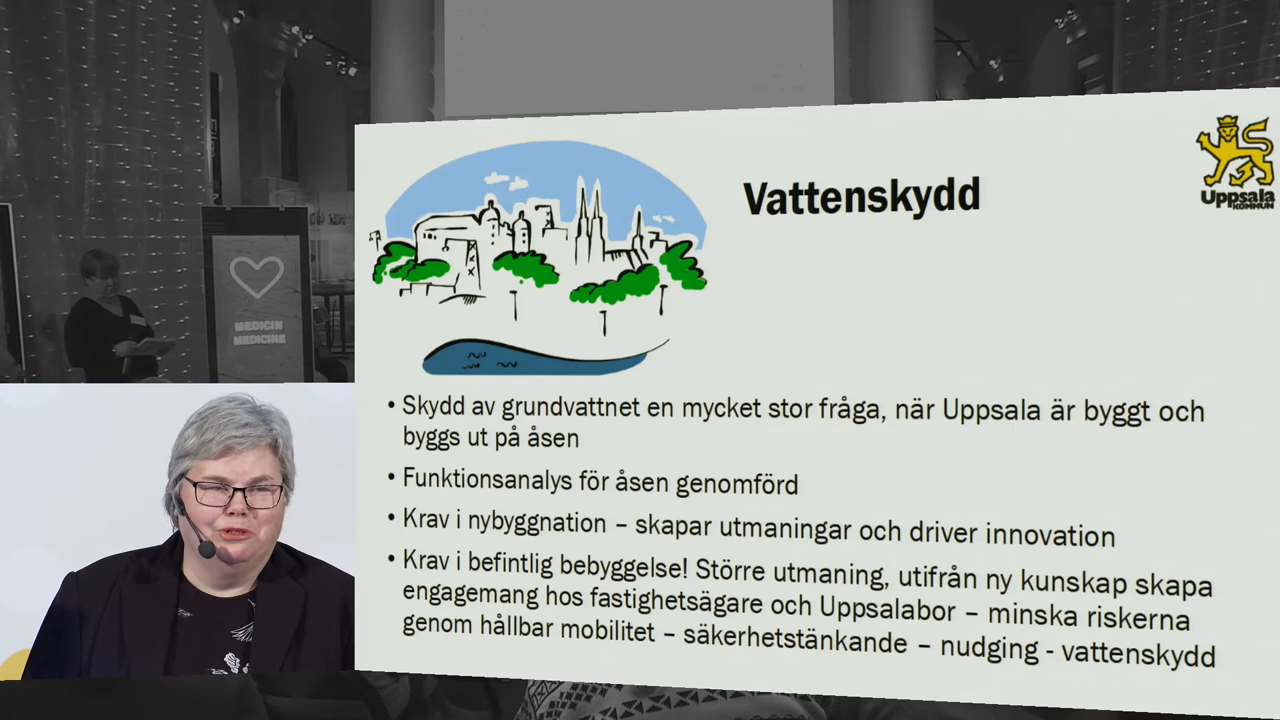 Vattenskydd
Uppsala
KOMMUN
MEDICIN
MEDICINE
• Skydd av grundvattnet en mycket stor fråga, när Uppsala är byggt och
byggs ut på åsen
• Funktionsanalys för åsen genomförd
• Krav i nybyggnation – skapar utmaningar och driver innovation
• Krav i befintlig bebyggelse! Större utmaning, utifrån ny kunskap skapa
engagemang hos fastighetsägare och Uppsalabor – minska riskerna
genom hållbar mobilitet – säkerhetstänkande – nudging - vattenskydd